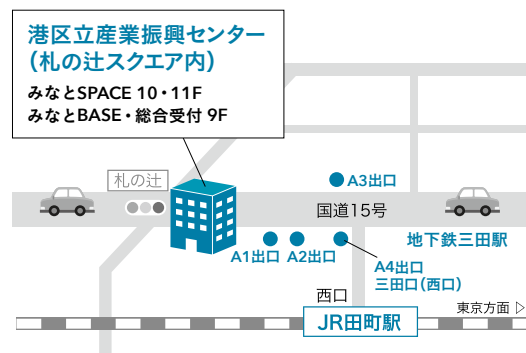 港区立産業振興センター
(札の辻スクエア内)
みなとSPACE 10・11F
みなとBASE・総合受付 9F
札の辻
A3出口
国道15号
地下鉄三田駅
A1出口
A2出口
A4出口
三田口(西口)
西口
東京方面 ▷
JR田町駅